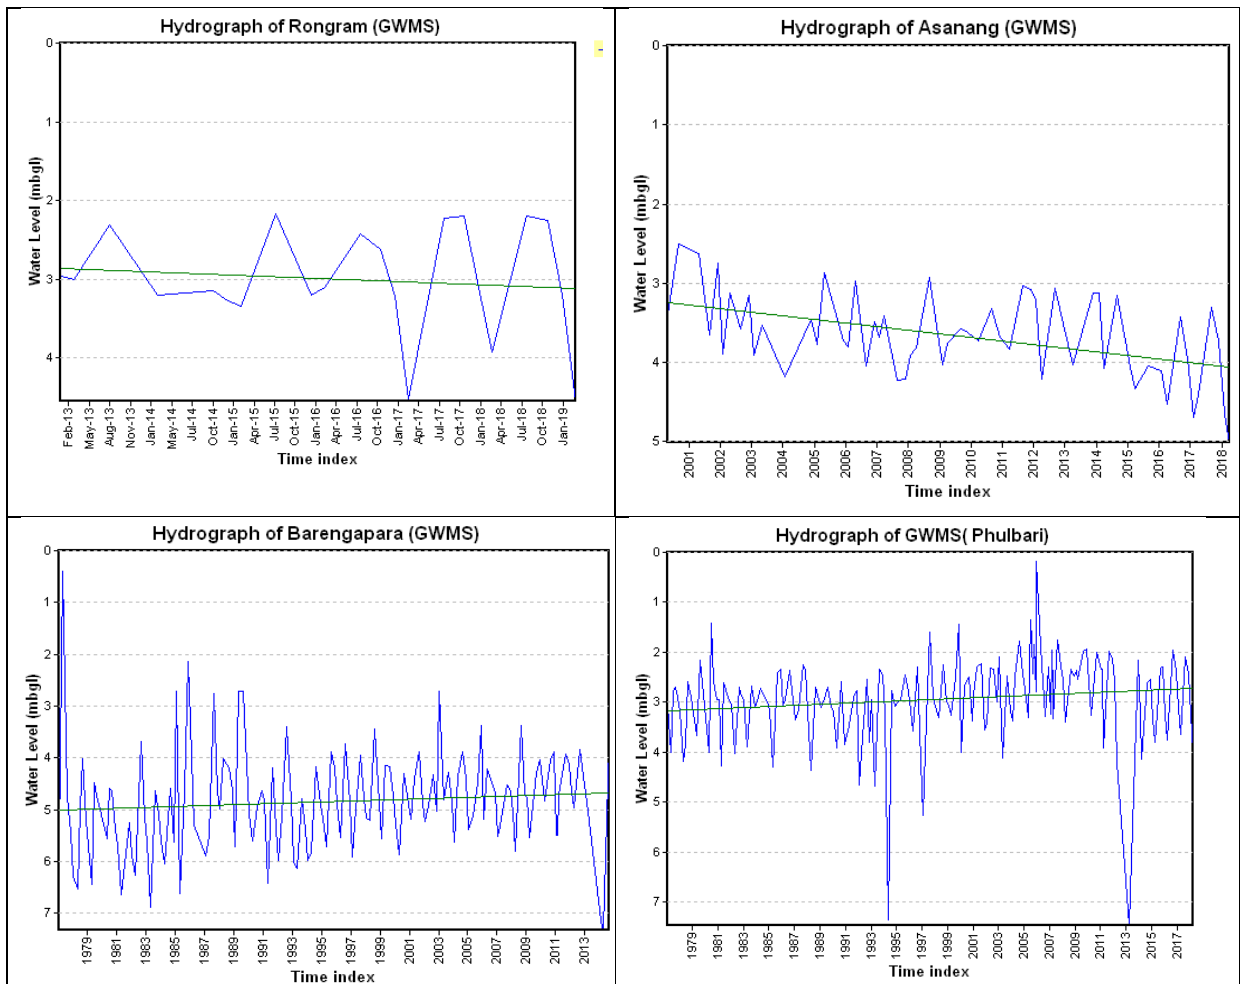 Hydrograph of Rongram (GWMS)
0
1
2
3
4
Water Level (mbgl)
Feb-13 May-13 Aug-13 Nov-13 Jan-14 May-14 Jul-14 Oct-14 Jan-15 Apr-15 Jul-15 Oct-15 Jan-16 Apr-16 Jul-16 Oct-16 Jan-17 Apr-17 Jul-17 Oct-17 Jan-18 Apr-18 Jul-18 Oct-18 Jan-19
Time index
Hydrograph of Asanang (GWMS)
0
1
2
3
4
5
Water Level (mbgl)
2001 2002 2003 2004 2005 2006 2007 2008 2009 2010 2011 2012 2013 2014 2015 2016 2017 2018
Time index
Hydrograph of Barengapara (GWMS)
0
1
2
3
4
5
6
7
Water Level (mbgl)
1979 1981 1983 1985 1987 1989 1991 1993 1995 1997 1999 2001 2003 2005 2007 2009 2011 2013
Time index
Hydrograph of GWMS( Phulbari)
0
1
2
3
4
5
6
7
Water Level (mbgl)
1979 1981 1983 1985 1987 1989 1991 1993 1995 1997 1999 2001 2003 2005 2007 2009 2011 2013 2015 2017
Time index